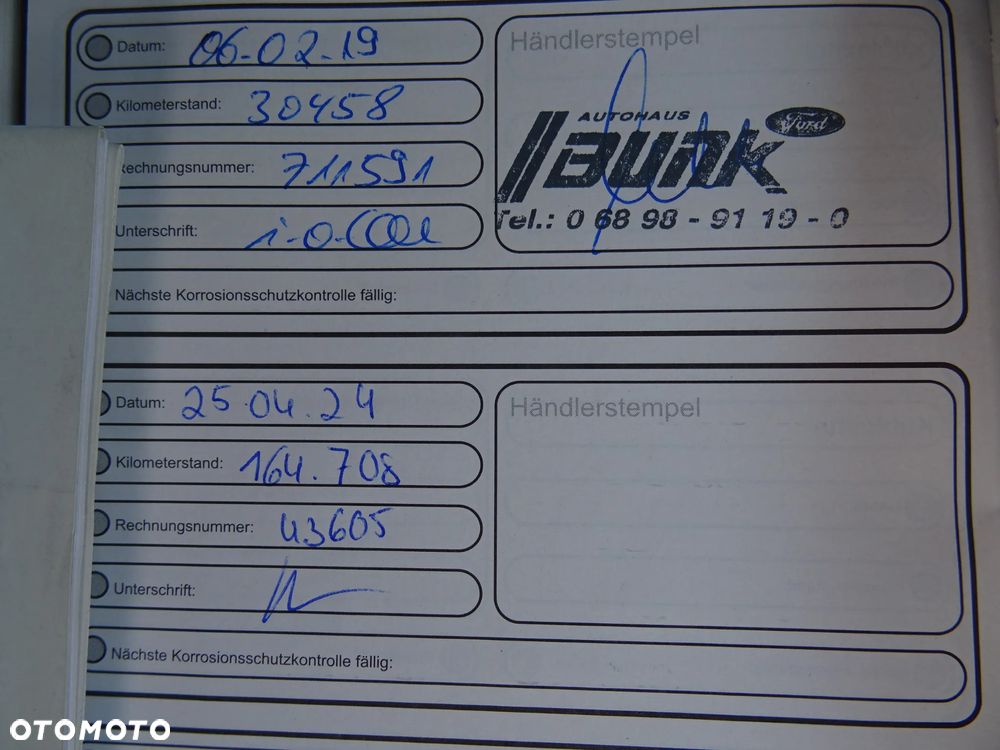 Datum: 06-02-19
Händlerstempel
Kilometerstand: 30458
AUTOHAUS
BUNK
Ford
Rechnungsnummer: 711591
Tel.: 0 68 98 - 91 19 - 0
Unterschrift:
Nächste Korrosionsschutzkontrolle fällig:
Datum: 25.04.24
Händlerstempel
Kilometerstand: 164.708
Rechnungsnummer: 43605
Unterschrift:
Nächste Korrosionsschutzkontrolle fällig:
OTOMOTO